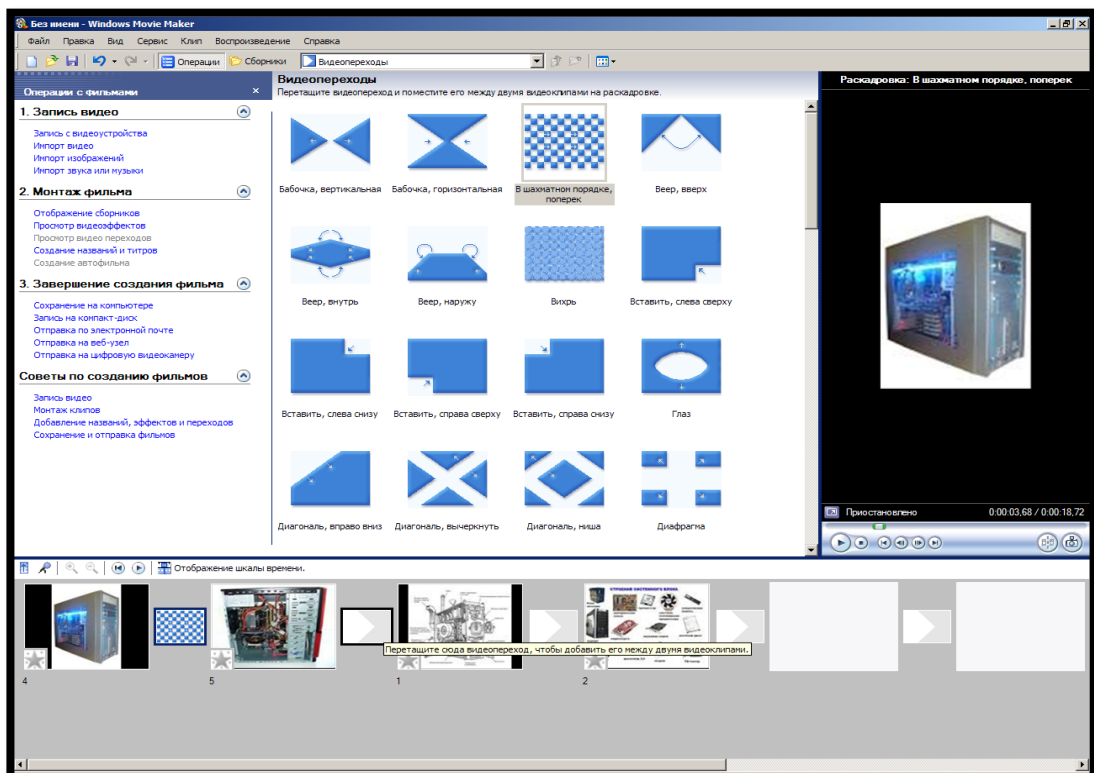 Без имени - Windows Movie Maker
Файл Правка Вид Сервис Клип Воспроизведение Справка
Операции Сборники Видеопереходы
Операции с фильмами
1. Запись видео
Запись с видеоустройства
Импорт видео
Импорт изображений
Импорт звука или музыки
2. Монтаж фильма
Отображение сборников
Просмотр видеоэффектов
Просмотр видео переходов
Создание названий и титров
Создание автофильма
3. Завершение создания фильма
Сохранение на компьютере
Запись на компакт-диск
Отправка по электронной почте
Отправка на веб-узел
Отправка на цифровую видеокамеру
Советы по созданию фильмов
Запись видео
Монтаж клипов
Добавление названий, эффектов и переходов
Сохранение и отправка фильмов
Видеопереходы
Перетащите видеопереход и поместите его между двумя видеоклипами на раскадровке.
Бабочка, вертикальная Бабочка, горизонтальная В шахматном порядке, Веер, вверх
поперек
Веер, внутрь Веер, наружу Вихрь Вставить, слева сверху
Вставить, слева снизу Вставить, справа сверху Вставить, справа снизу Глаз
Диагональ, вправо вниз Диагональ, вычеркнуть Диагональ, ниша Диафрагма
Раскадровка: В шахматном порядке, поперек
Приостановлено 0:00:03,68 / 0:00:18,72
Отображение шкалы времени.
СТРОЕНИЕ СИСТЕМНОГО БЛОКА
Перетащите сюда видеопереход, чтобы добавить его между двумя видеоклипами.
4 5 1 2